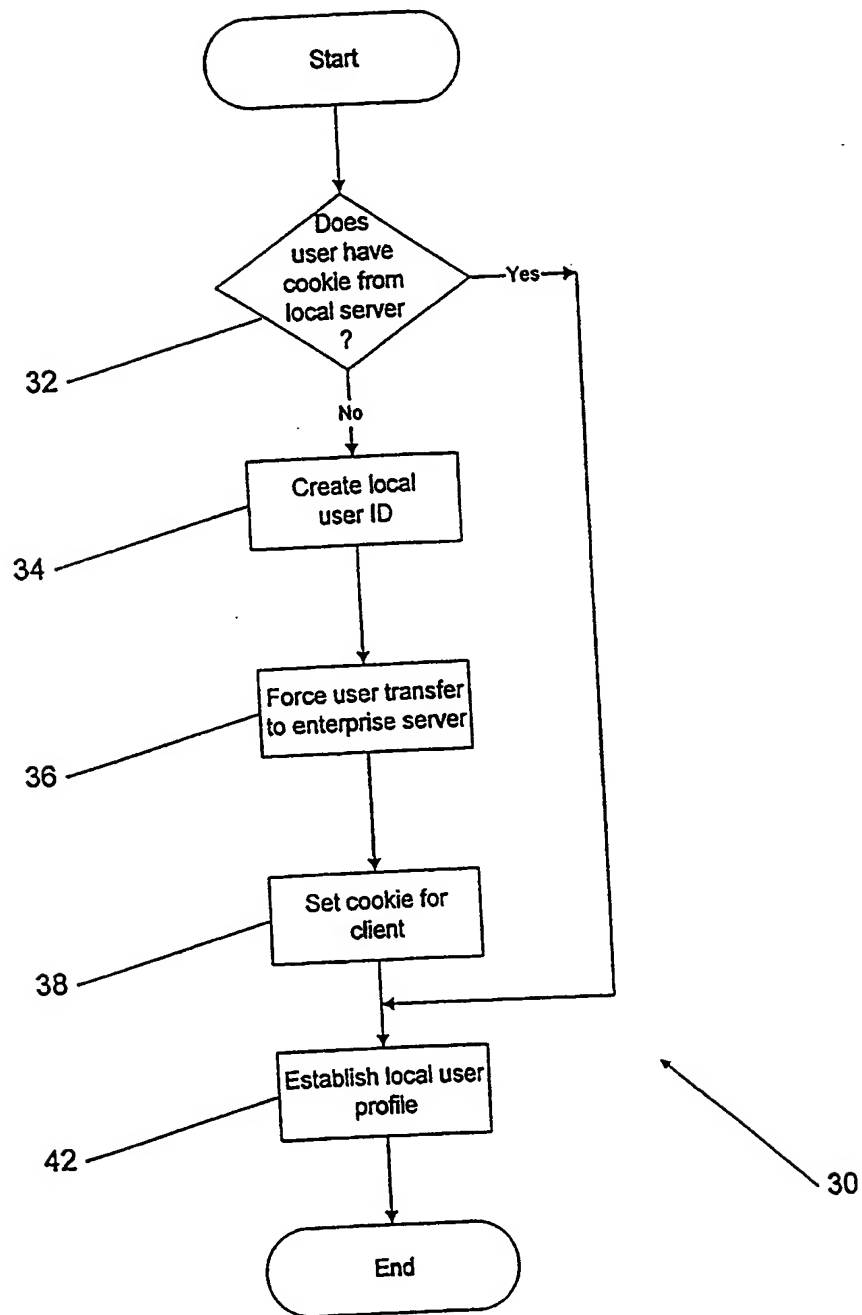 Start
Does
user have
cookie from
local server
?
Yes
32
No
Create local
user ID
34
Force user transfer
to enterprise server
36
Set cookie for
client
38
Establish local user
profile
42
30
End